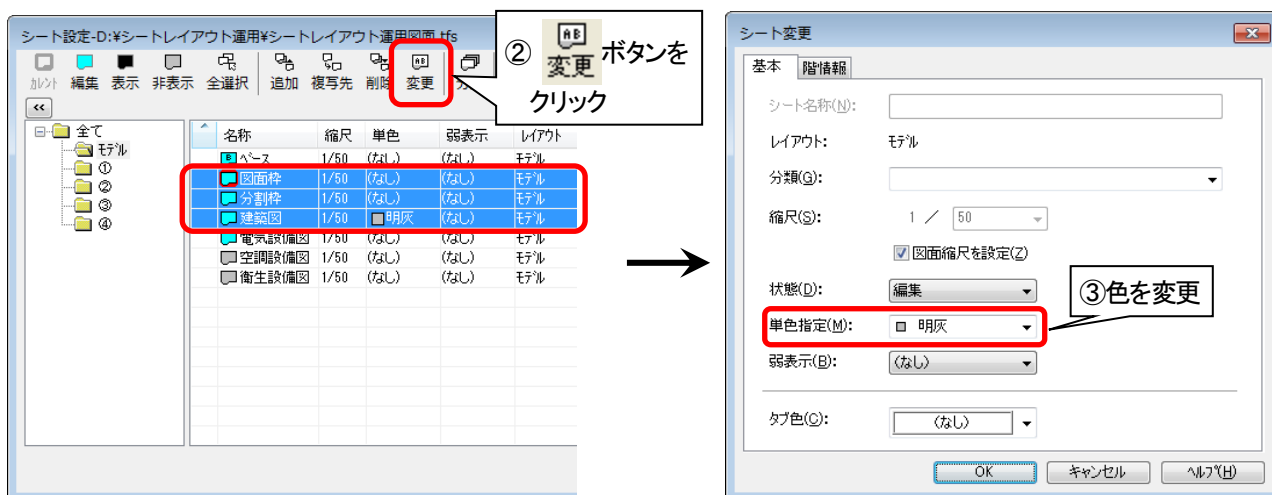 シート設定-D:¥シートレイアウト運用¥シートレイアウト運用図面.tfs
カレント 編集 表示 非表示 全選択 追加 複写先 削除 変更
<<
全て
モデル
①
②
③
④
名称 縮尺 単色 弱表示 レイアウト
ベース 1/50 (なし) (なし) モデル
図面枠 1/50 (なし) (なし) モデル
分割枠 1/50 (なし) (なし) モデル
建築図 1/50 明灰 (なし) モデル
電気設備図 1/50 (なし) (なし) モデル
空調設備図 1/50 (なし) (なし) モデル
衛生設備図 1/50 (なし) (なし) モデル
② AB 変更 ボタンを
クリック
シート変更
基本 階情報
シート名称(N):
レイアウト: モデル
分類(G):
縮尺(S): 1 ／ 50
図面縮尺を設定(Z)
状態(D): 編集
単色指定(M): 明灰
弱表示(B): (なし)
タブ色(C): (なし)
OK キャンセル ヘルプ(H)
③色を変更